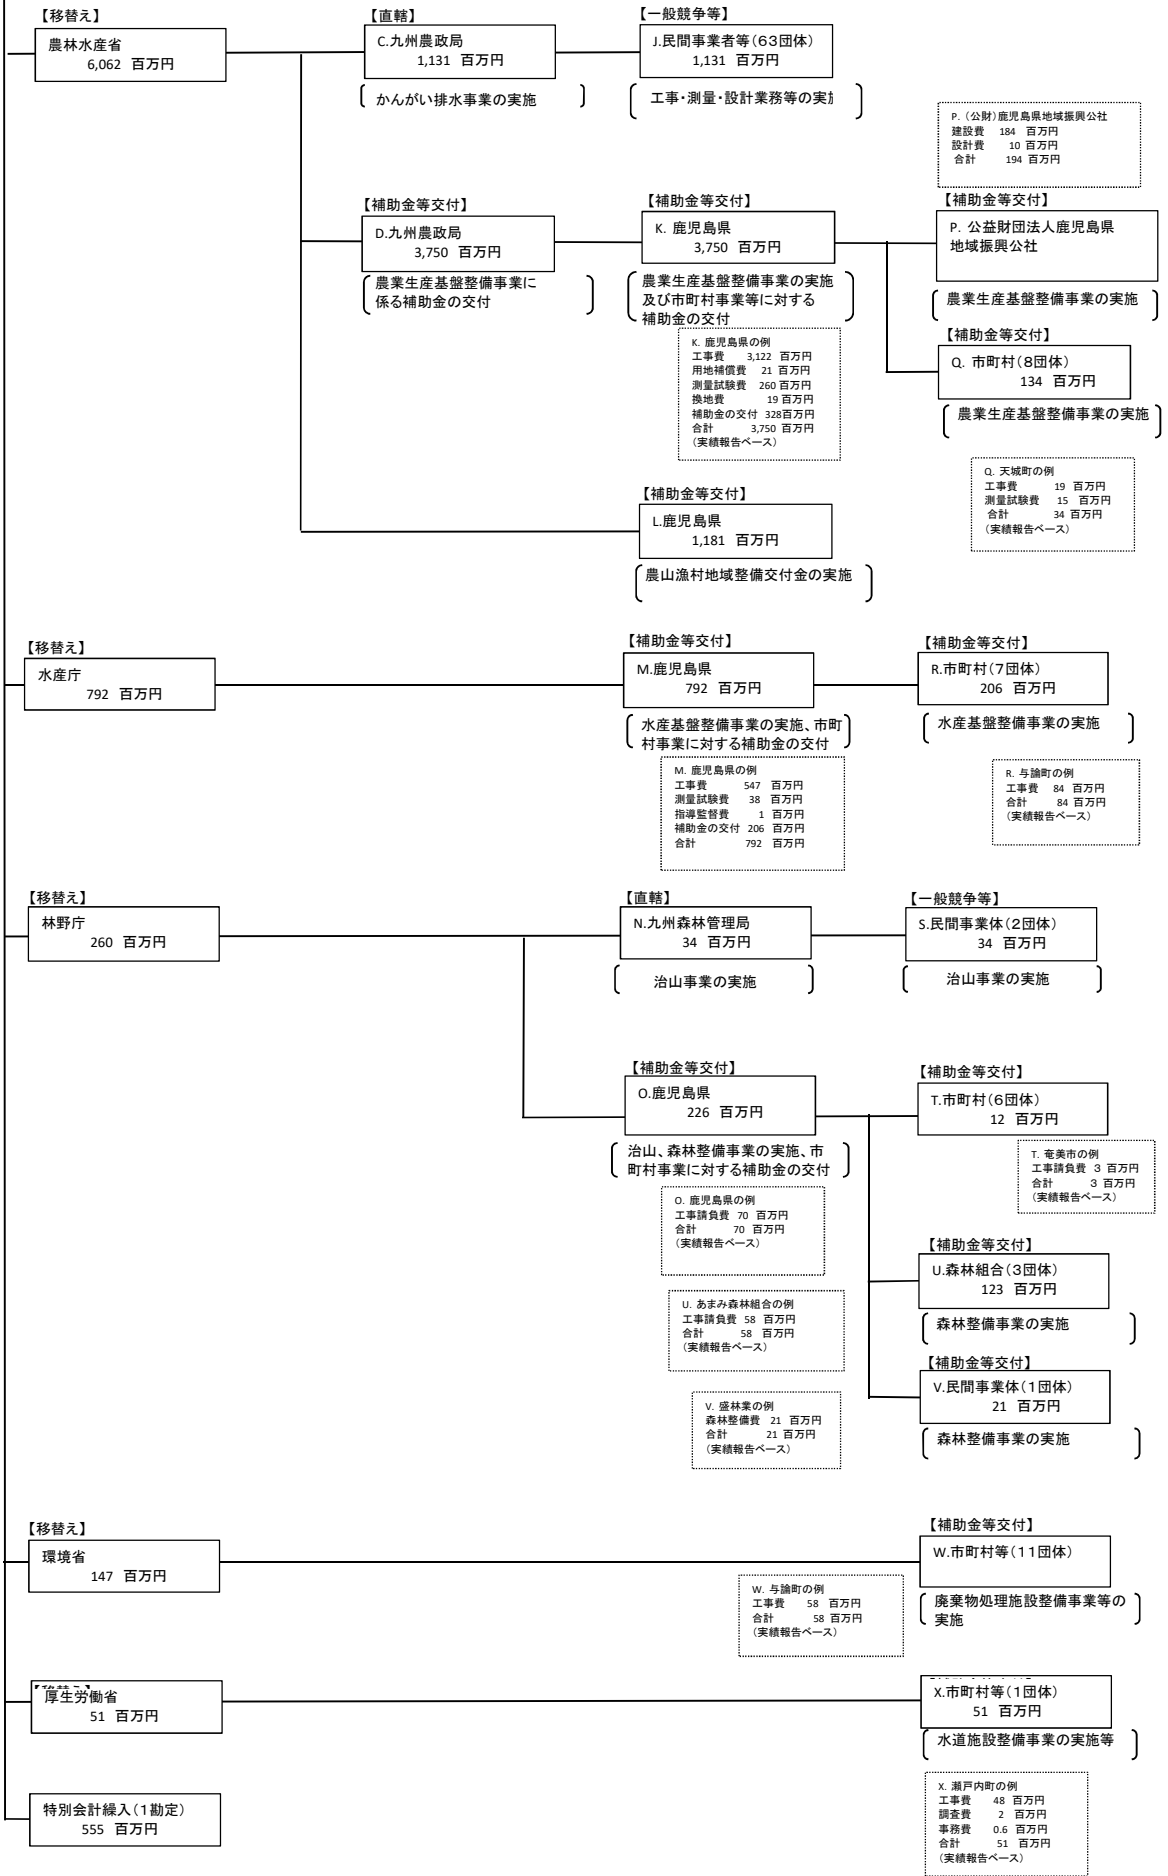 【移替え】
農林水産省
6,062 百万円
【直轄】
C.九州農政局
1,131 百万円
かんがい排水事業の実施
【一般競争等】
J.民間事業者等(63団体)
1,131 百万円
工事・測量・設計業務等の実
P. (公財)鹿児島県地域振興公社
建設費 184 百万円
設計費 10 百万円
合計 194 百万円
【補助金等交付】
D.九州農政局
3,750 百万円
農業生産基盤整備事業に
係る補助金の交付
【補助金等交付】
K. 鹿児島県
3,750 百万円
農業生産基盤整備事業の実施
及び市町村事業等に対する
補助金の交付
K. 鹿児島県の例
工事費 3,122 百万円
用地補償費 21 百万円
測量試験費 260 百万円
換地費 19 百万円
補助金の交付 328百万円
合計 3,750 百万円
(実績報告ベース)
【補助金等交付】
P. 公益財団法人鹿児島県
地域振興公社
農業生産基盤整備事業の実施
【補助金等交付】
Q. 市町村(8団体)
134 百万円
農業生産基盤整備事業の実施
Q. 天城町の例
工事費 19 百万円
測量試験費 15 百万円
合計 34 百万円
(実績報告ベース)
【補助金等交付】
L.鹿児島県
1,181 百万円
農山漁村地域整備交付金の実施
【移替え】
水産庁
792 百万円
【補助金等交付】
M.鹿児島県
792 百万円
水産基盤整備事業の実施、市町
村事業に対する補助金の交付
M. 鹿児島県の例
工事費 547 百万円
測量試験費 38 百万円
指導監督費 1 百万円
補助金の交付 206 百万円
合計 792 百万円
【補助金等交付】
R.市町村(7団体)
206 百万円
水産基盤整備事業の実施
R. 与論町の例
工事費 84 百万円
合計 84 百万円
(実績報告ベース)
【移替え】
林野庁
260 百万円
【直轄】
N.九州森林管理局
34 百万円
治山事業の実施
【一般競争等】
S.民間事業体(2団体)
34 百万円
治山事業の実施
【補助金等交付】
O.鹿児島県
226 百万円
治山、森林整備事業の実施、市
町村事業に対する補助金の交付
O. 鹿児島県の例
工事請負費 70 百万円
合計 70 百万円
(実績報告ベース)
【補助金等交付】
T.市町村(6団体)
12 百万円
T. 奄美市の例
工事請負費 3 百万円
合計 3 百万円
(実績報告ベース)
【補助金等交付】
U.森林組合(3団体)
123 百万円
森林整備事業の実施
U. あまみ森林組合の例
工事請負費 58 百万円
合計 58 百万円
(実績報告ベース)
【補助金等交付】
V.民間事業体(1団体)
21 百万円
森林整備事業の実施
V. 盛林業の例
森林整備費 21 百万円
合計 21 百万円
(実績報告ベース)
【移替え】
環境省
147 百万円
【補助金等交付】
W.市町村等(11団体)
廃棄物処理施設整備事業等の
実施
W. 与論町の例
工事費 58 百万円
合計 58 百万円
(実績報告ベース)
厚生労働省
51 百万円
X.市町村等(1団体)
51 百万円
水道施設整備事業の実施等
X. 瀬戸内町の例
工事費 48 百万円
調査費 2 百万円
事務費 0.6 百万円
合計 51 百万円
(実績報告ベース)
特別会計繰入(1勘定)
555 百万円